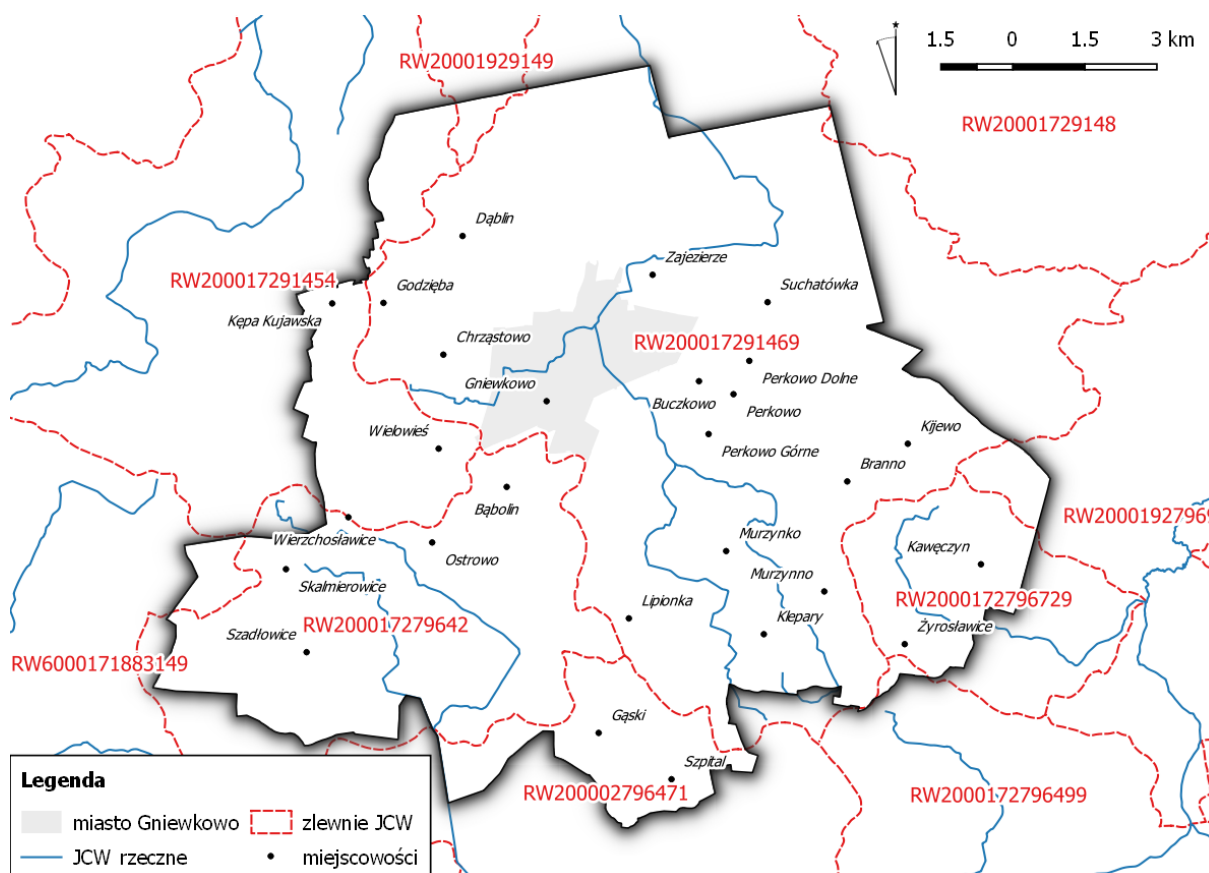 1.5 0 1.5 3 km
RW20001929149
RW20001729148
Dąblin
Zajezierze
RW200017291454
Godzięba
Suchatówka
Kępa Kujawska
Chrząstowo
RW200017291469
Perkowo Dolne
Gniewkowo
Buczkowo
Perkowo
Wielowieś
Perkowo Górne
Kijewo
Branno
Bąbolin
RW20001927969
Wierzchosławice
Murzynko
Kawęczyn
Ostrowo
Skalmierowice
Murzynno
RW2000172796729
Lipionka
Klepary
RW200017279642
Żyrosławice
Szadłowice
RW6000171883149
Gąski
Szpital
RW200002796471
RW2000172796499
Legenda
miasto Gniewkowo
zlewnie JCW
JCW rzeczne
miejscowości